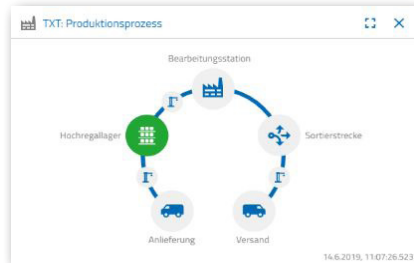 TXT: Produktionsprozess
Bearbeitungsstation
Hochregallager
Sortierstrecke
Anlieferung
Versand
14.6.2019, 11:07:26.523